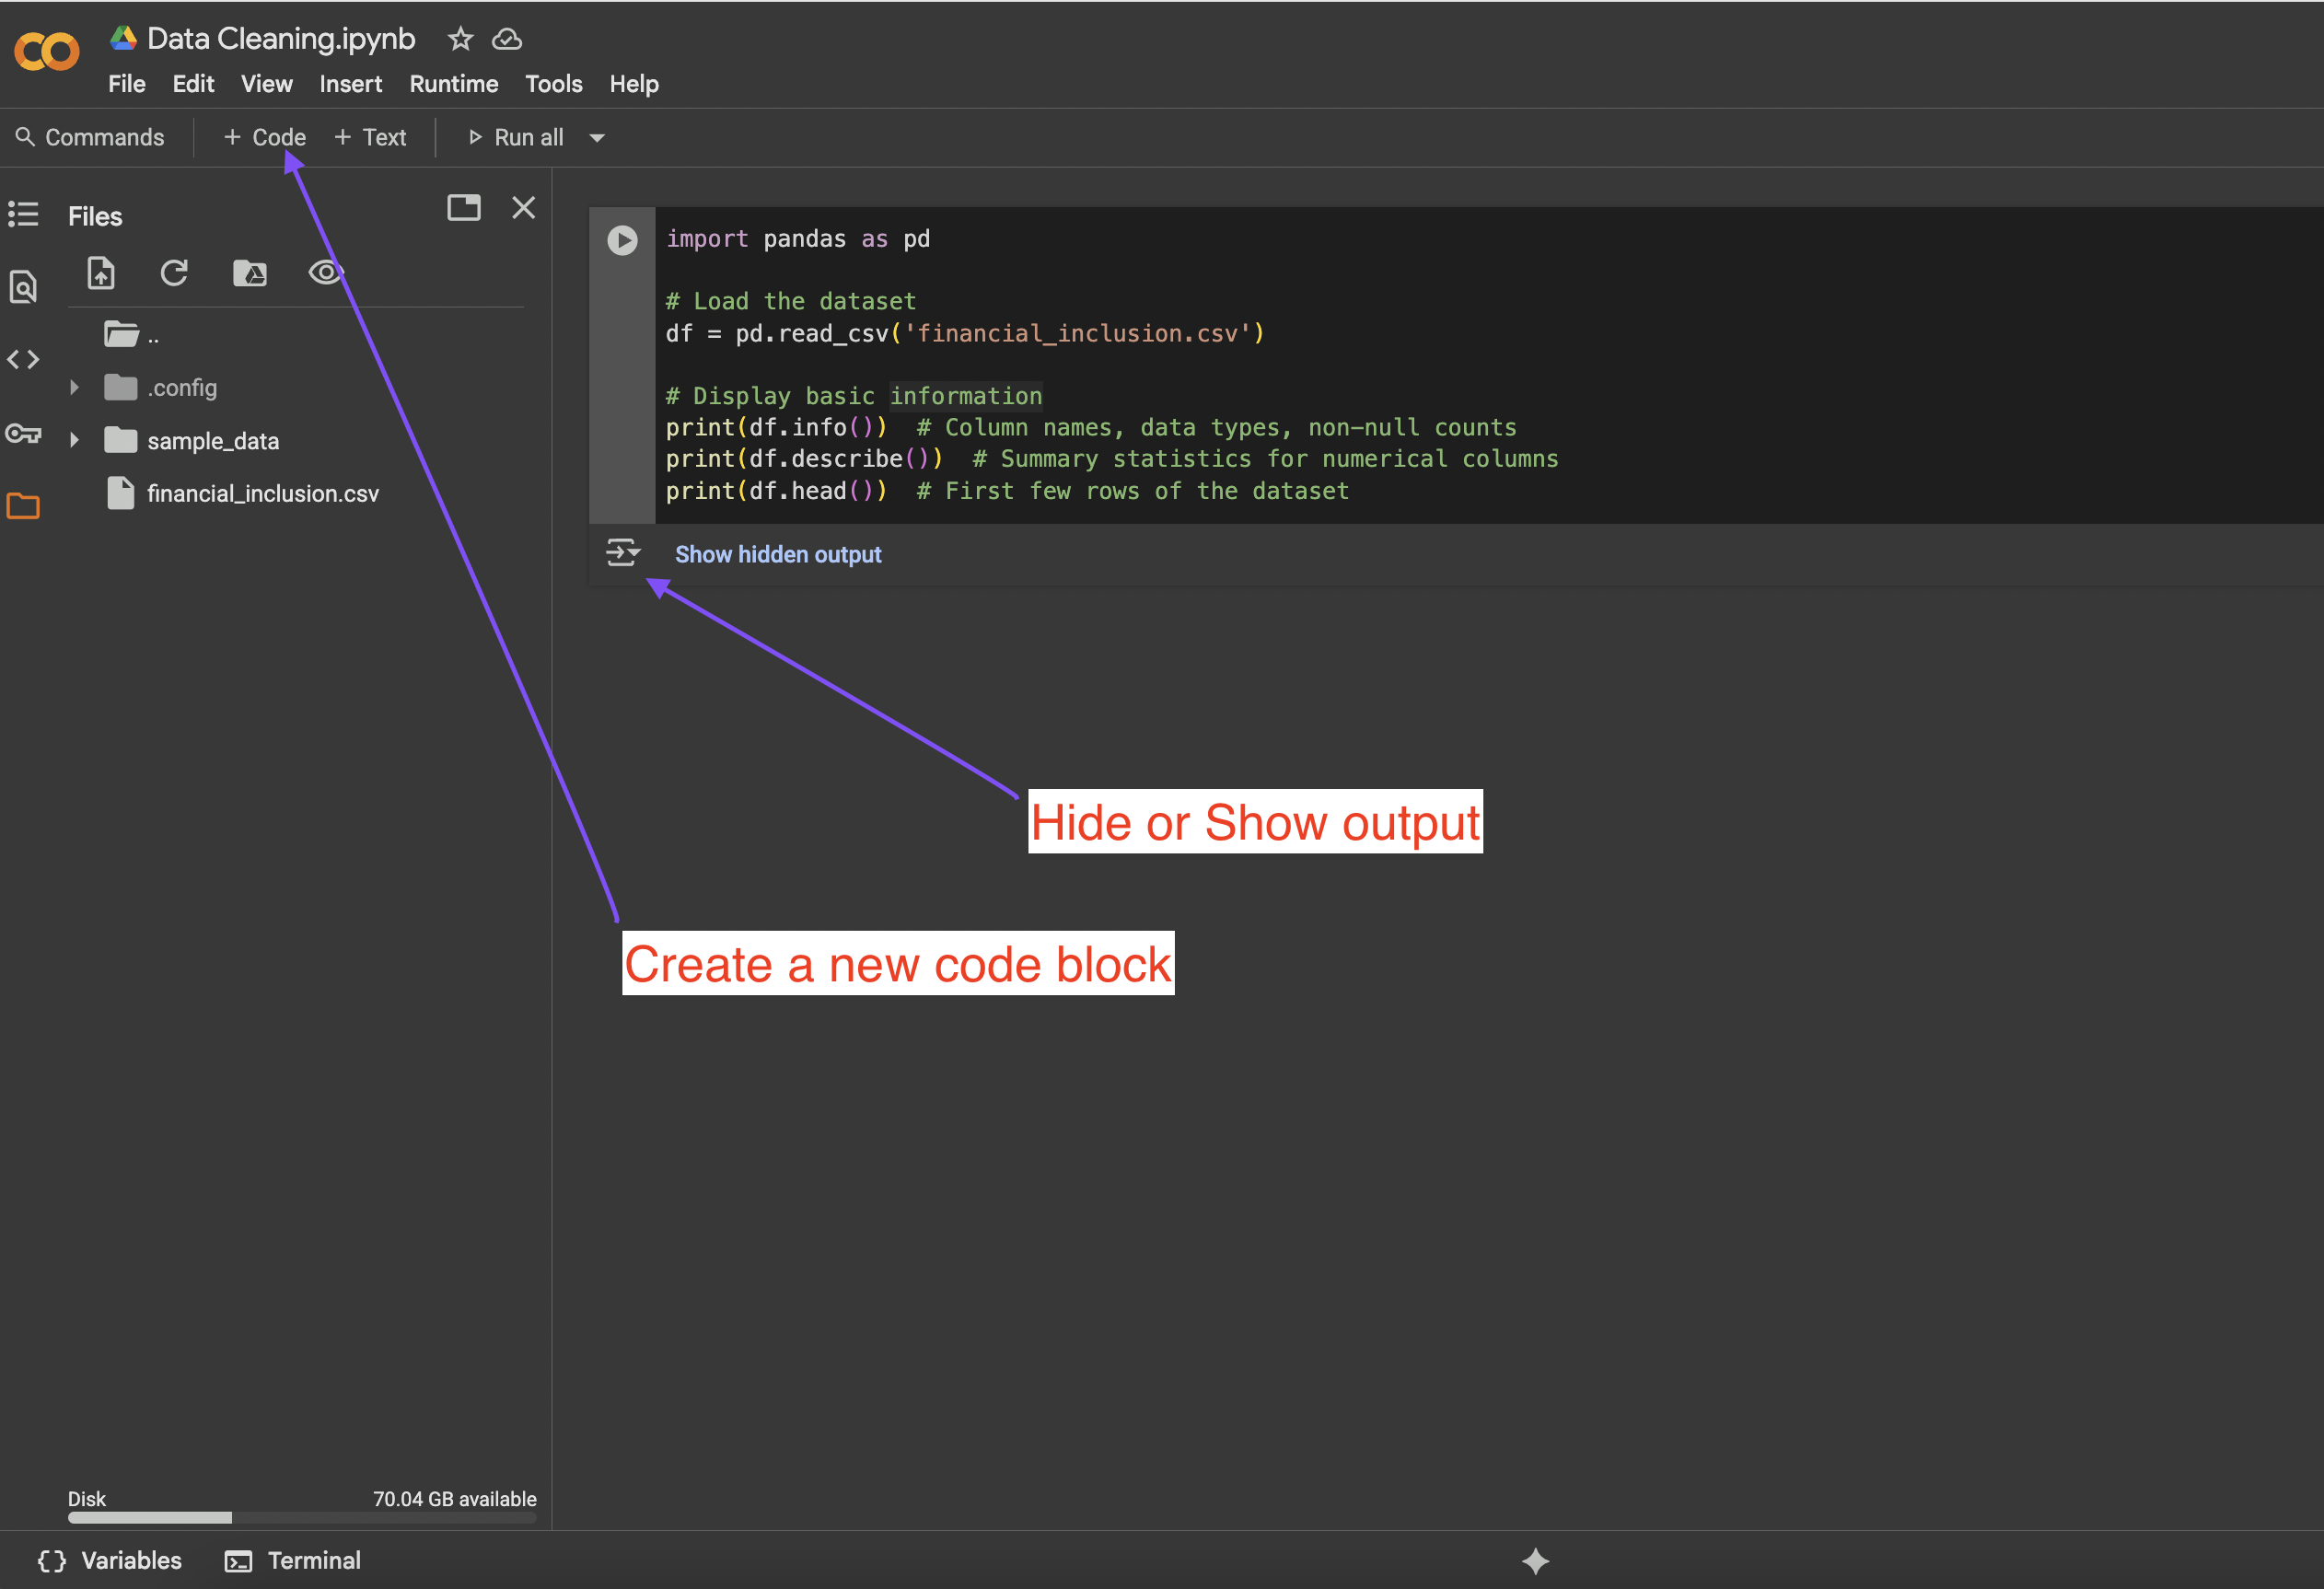 Data Cleaning.ipynb
File Edit View Insert Runtime Tools Help
Commands + Code + Text Run all
Files
..
.config
sample_data
financial_inclusion.csv
import pandas as pd
# Load the dataset
df = pd.read_csv('financial_inclusion.csv')
# Display basic information
print(df.info())  # Column names, data types, non-null counts
print(df.describe())  # Summary statistics for numerical columns
print(df.head())  # First few rows of the dataset
Show hidden output
Hide or Show output
Create a new code block
Disk 70.04 GB available
{} Variables Terminal